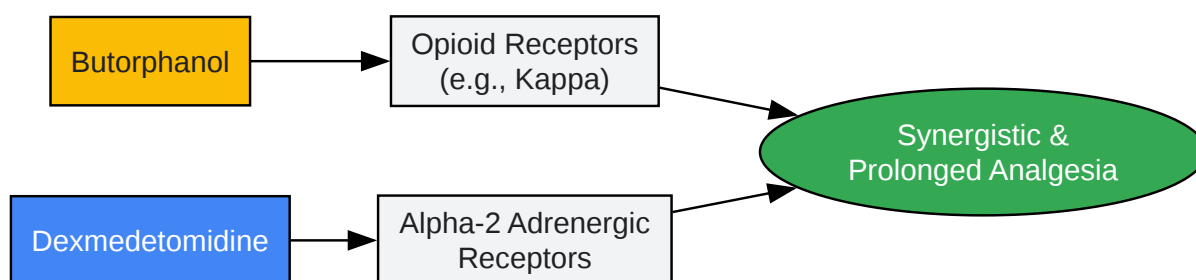 Butorphanol
Opioid Receptors
(e.g., Kappa)
Synergistic &
Prolonged Analgesia
Dexmedetomidine
Alpha-2 Adrenergic
Receptors